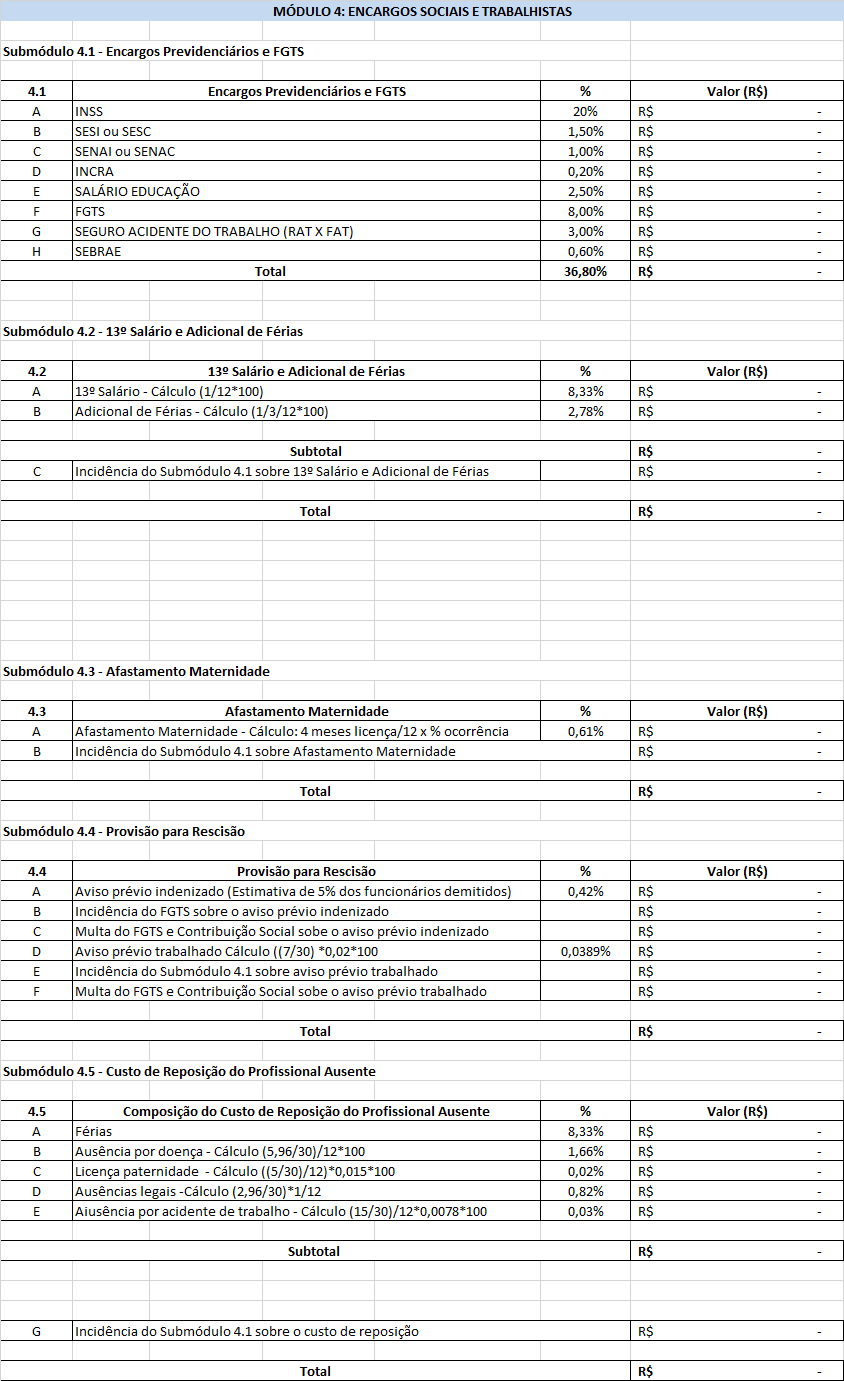 MÓDULO 4: ENCARGOS SOCIAIS E TRABALHISTAS
Submódulo 4.1 - Encargos Previdenciários e FGTS
4.1 Encargos Previdenciários e FGTS % Valor (R$)
A INSS 20% R$ -
B SESI ou SESC 1,50% R$ -
C SENAI ou SENAC 1,00% R$ -
D INCRA 0,20% R$ -
E SALÁRIO EDUCAÇÃO 2,50% R$ -
F FGTS 8,00% R$ -
G SEGURO ACIDENTE DO TRABALHO (RAT X FAT) 3,00% R$ -
H SEBRAE 0,60% R$ -
Total 36,80% R$ -
Submódulo 4.2 - 13º Salário e Adicional de Férias
4.2 13º Salário e Adicional de Férias % Valor (R$)
A 13º Salário - Cálculo (1/12*100) 8,33% R$ -
B Adicional de Férias - Cálculo (1/3/12*100) 2,78% R$ -
Subtotal R$ -
C Incidência do Submódulo 4.1 sobre 13º Salário e Adicional de Férias R$ -
Total R$ -
Submódulo 4.3 - Afastamento Maternidade
4.3 Afastamento Maternidade % Valor (R$)
A Afastamento Maternidade - Cálculo: 4 meses licença/12 x % ocorrência 0,61% R$ -
B Incidência do Submódulo 4.1 sobre Afastamento Maternidade R$ -
Total R$ -
Submódulo 4.4 - Provisão para Rescisão
4.4 Provisão para Rescisão % Valor (R$)
A Aviso prévio indenizado (Estimativa de 5% dos funcionários demitidos) 0,42% R$ -
B Incidência do FGTS sobre o aviso prévio indenizado R$ -
C Multa do FGTS e Contribuição Social sobe o aviso prévio indenizado R$ -
D Aviso prévio trabalhado Cálculo ((7/30) *0,02*100 0,0389% R$ -
E Incidência do Submódulo 4.1 sobre aviso prévio trabalhado R$ -
F Multa do FGTS e Contribuição Social sobe o aviso prévio trabalhado R$ -
Total R$ -
Submódulo 4.5 - Custo de Reposição do Profissional Ausente
4.5 Composição do Custo de Reposição do Profissional Ausente % Valor (R$)
A Férias 8,33% R$ -
B Ausência por doença - Cálculo (5,96/30)/12*100 1,66% R$ -
C Licença paternidade - Cálculo ((5/30)/12)*0,015*100 0,02% R$ -
D Ausências legais -Cálculo (2,96/30)*1/12 0,82% R$ -
E Aiusência por acidente de trabalho - Cálculo (15/30)/12*0,0078*100 0,03% R$ -
Subtotal R$ -
G Incidência do Submódulo 4.1 sobre o custo de reposição R$ -
Total R$ -